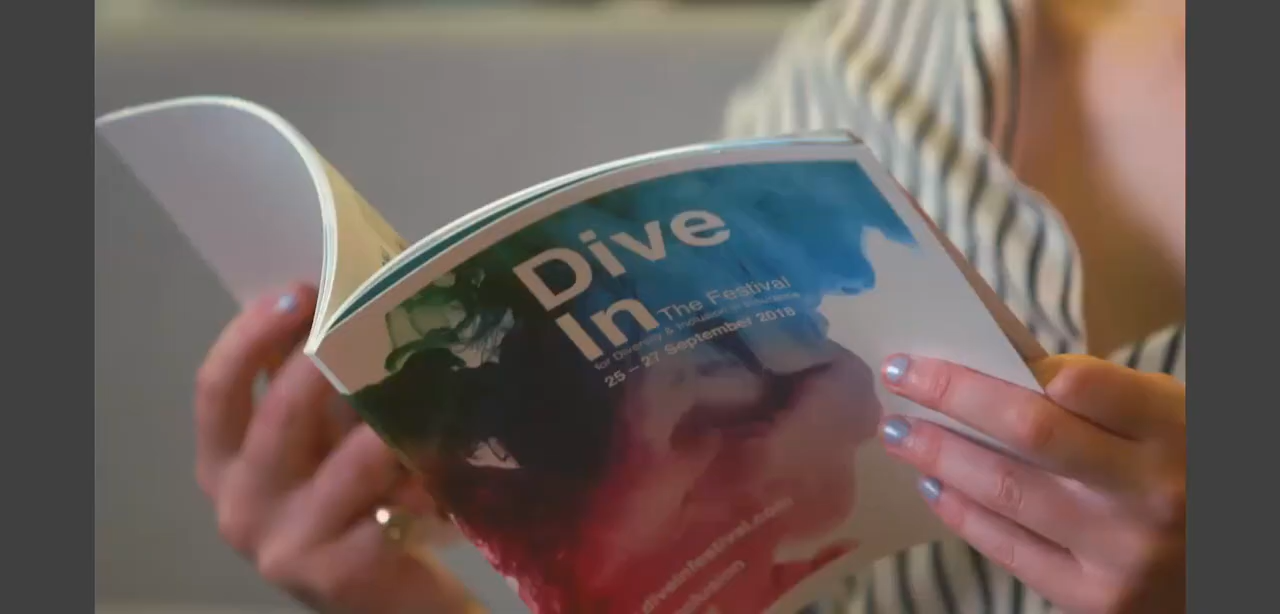 Dive
In The Festival
for Diversity & Inclusion in Insurance
25 – 27 September 2018
diveinfestival.com